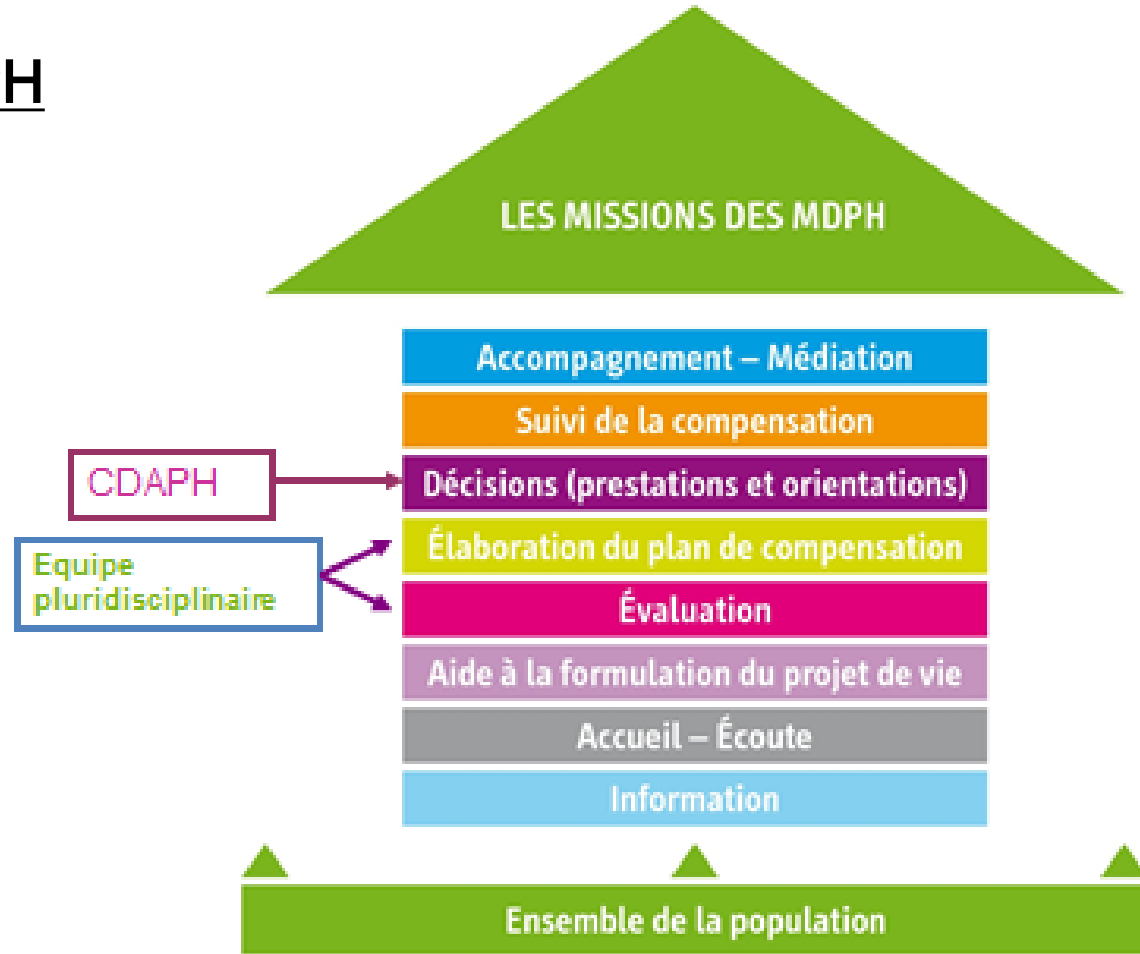 H
LES MISSIONS DES MDPH
Accompagnement – Médiation
Suivi de la compensation
CDAPH
Décisions (prestations et orientations)
Equipe
pluridisciplinaire
Élaboration du plan de compensation
Évaluation
Aide à la formulation du projet de vie
Accueil – Écoute
Information
Ensemble de la population